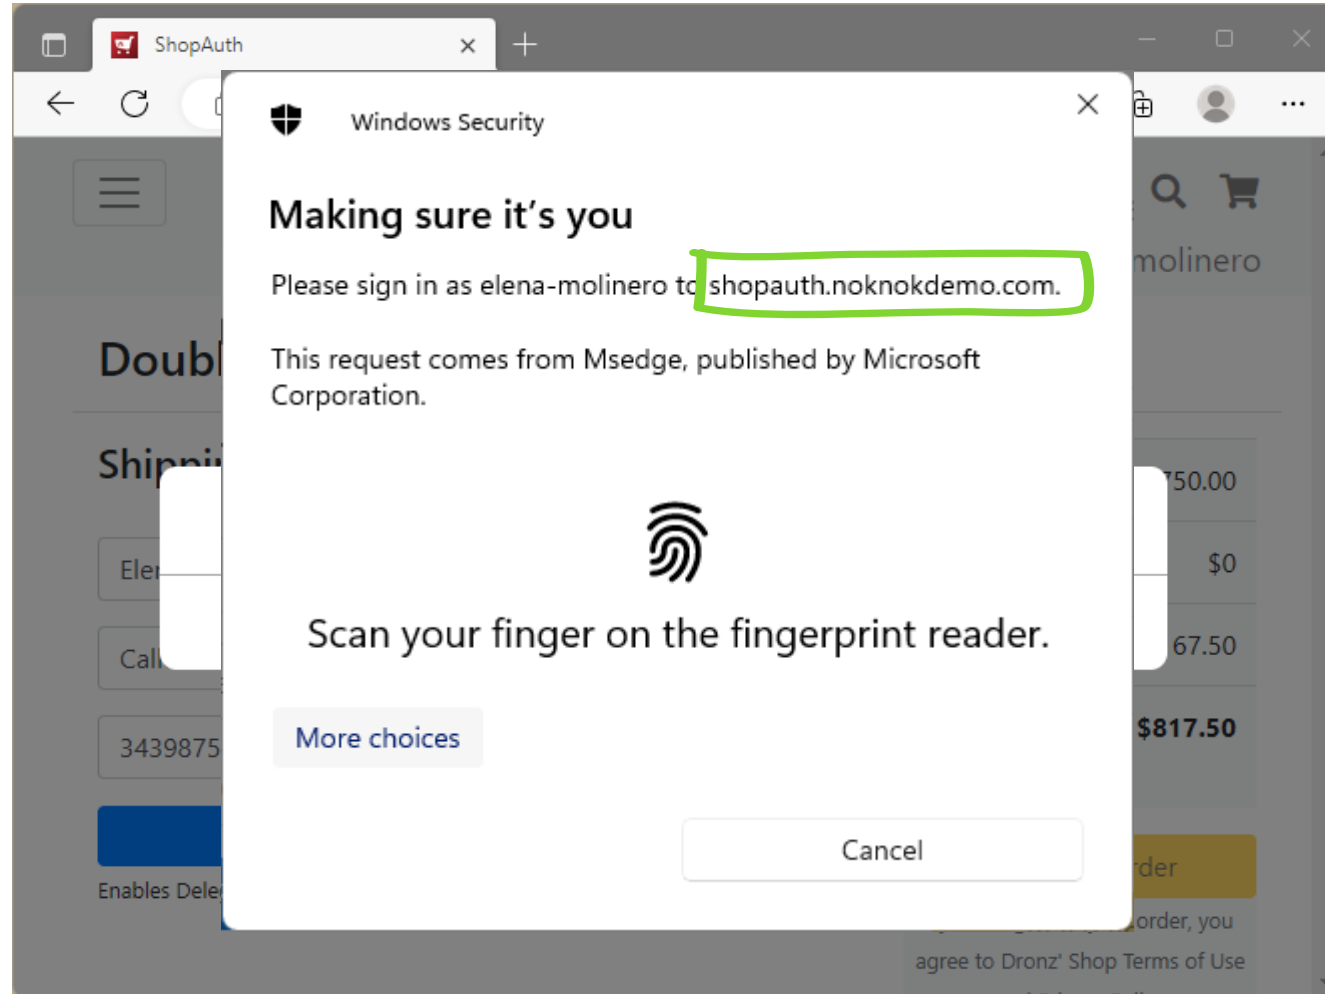 ShopAuth
Windows Security
Making sure it's you
Please sign in as elena-molinero to shopauth.noknokdemo.com.
molinero
This request comes from Msedge, published by Microsoft
Corporation.
Doubl
Shippi
750.00
Eler
$0
Scan your finger on the fingerprint reader.
Cali
67.50
More choices
$817.50
3439875
Cancel
rder
Enables Dele
order, you
agree to Dronz' Shop Terms of Use